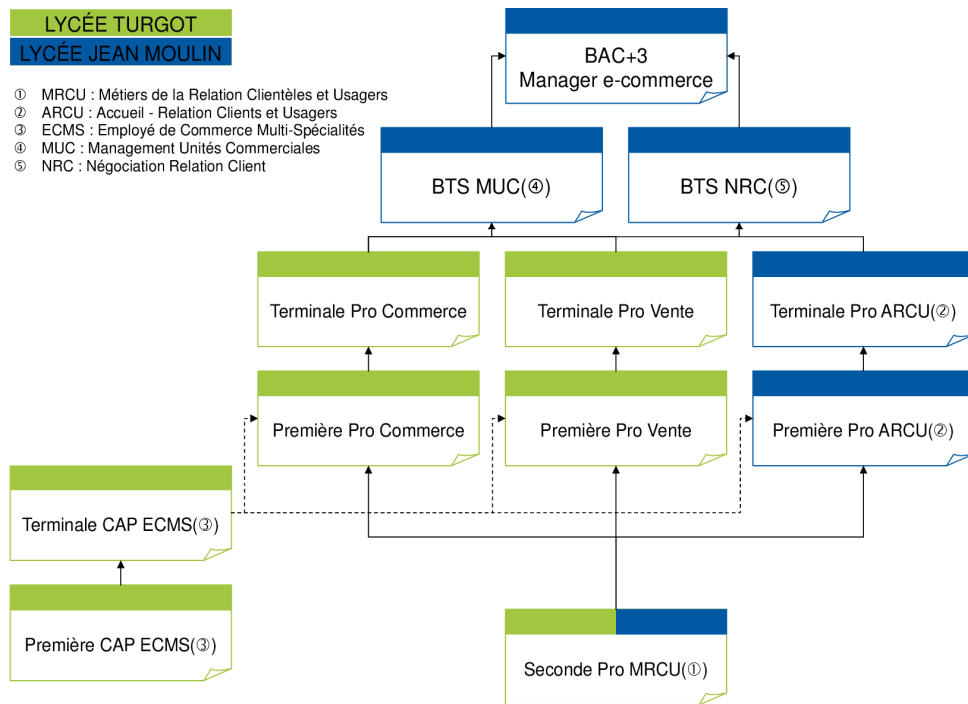 LYCÉE TURGOT
LYCÉE JEAN MOULIN
① MRCU : Métiers de la Relation Clientèles et Usagers
② ARCU : Accueil - Relation Clients et Usagers
③ ECMS : Employé de Commerce Multi-Spécialités
④ MUC : Management Unités Commerciales
⑤ NRC : Négociation Relation Client
BAC+3
Manager e-commerce
BTS MUC(④)
BTS NRC(⑤)
Terminale Pro Commerce
Terminale Pro Vente
Terminale Pro ARCU(②)
Première Pro Commerce
Première Pro Vente
Première Pro ARCU(②)
Terminale CAP ECMS(③)
Première CAP ECMS(③)
Seconde Pro MRCU(①)